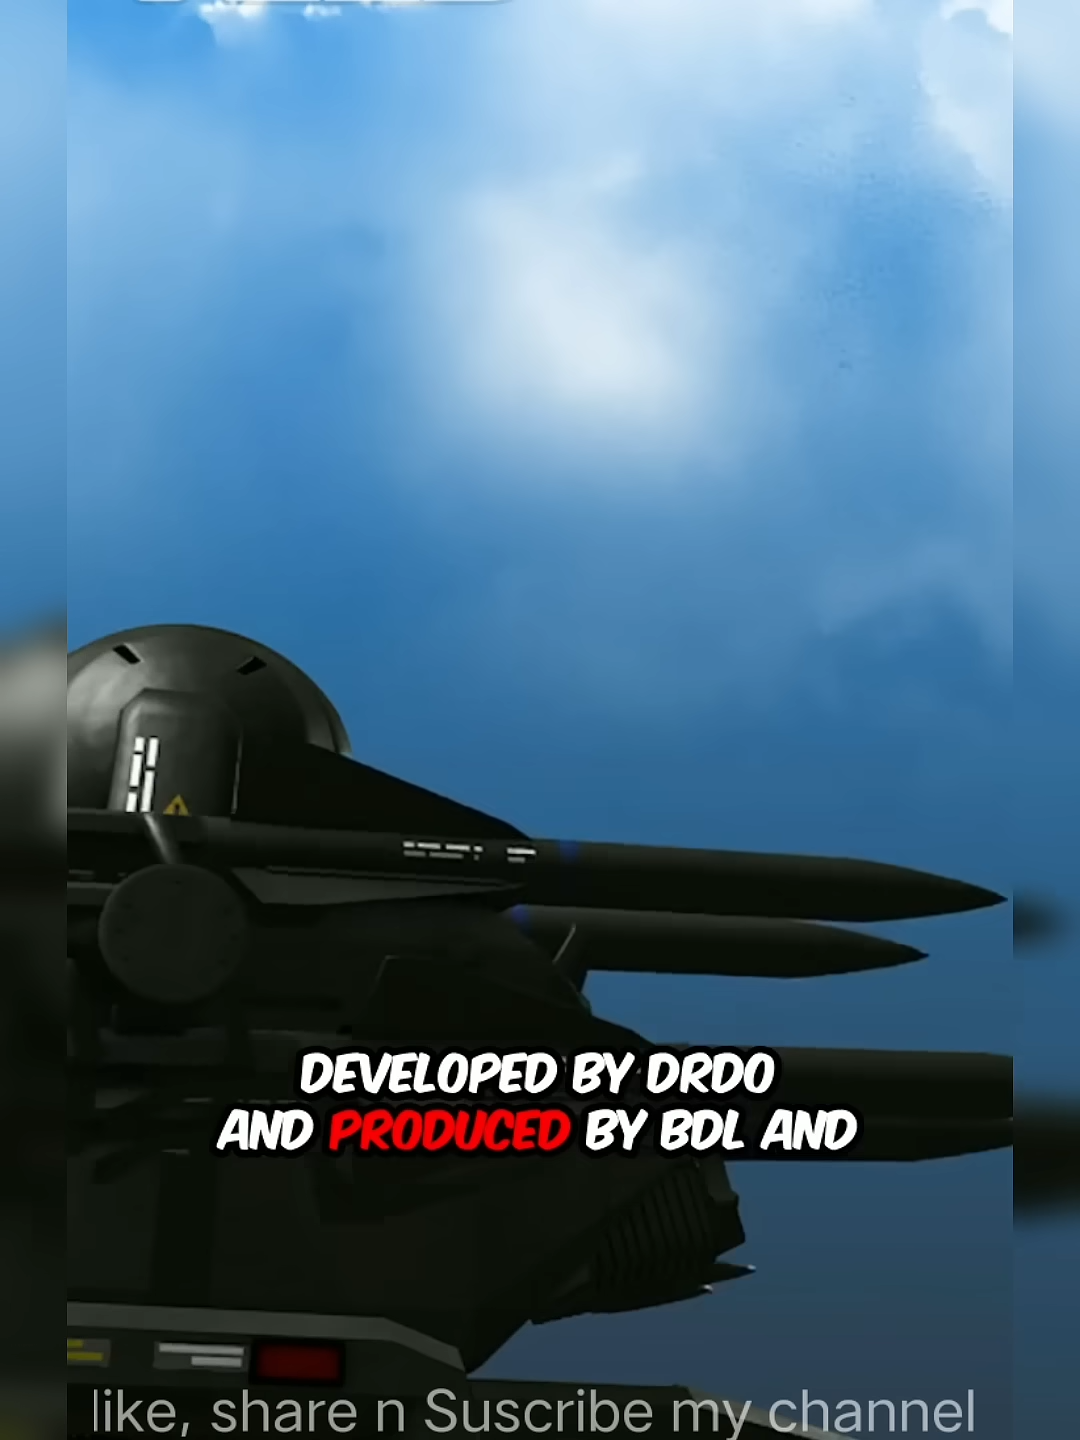 DEVELOPED BY DRDO
AND PRODUCED BY BDL AND
like, share n Suscribe my channel